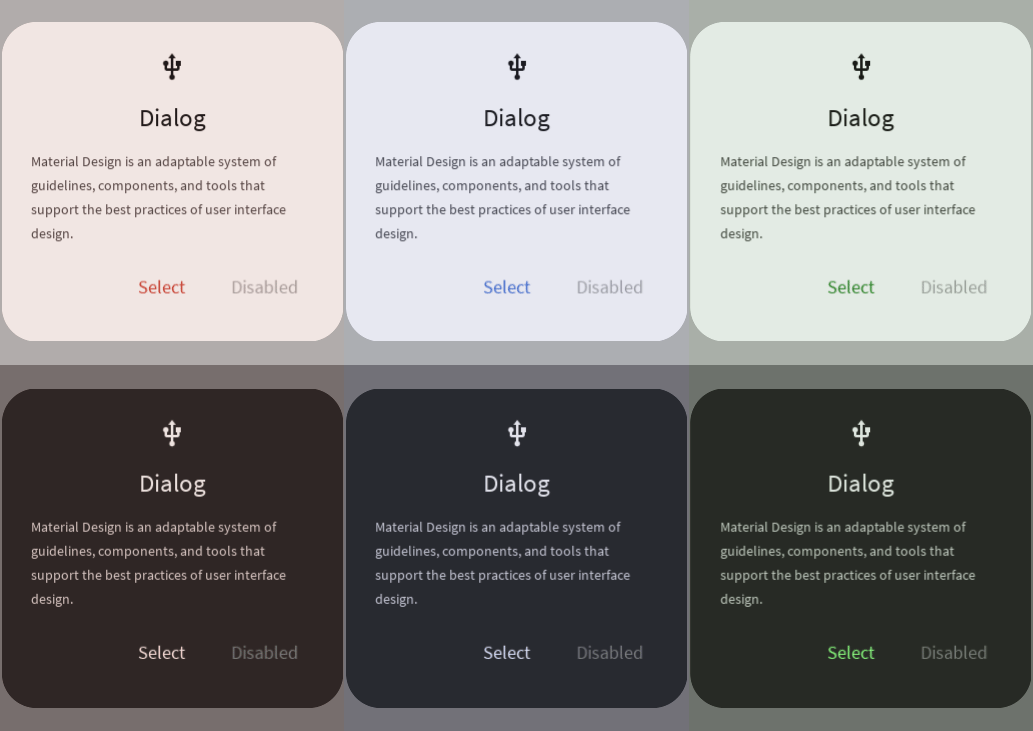 Dialog
Material Design is an adaptable system of
guidelines, components, and tools that
support the best practices of user interface
design.
Select Disabled
Dialog
Material Design is an adaptable system of
guidelines, components, and tools that
support the best practices of user interface
design.
Select Disabled
Dialog
Material Design is an adaptable system of
guidelines, components, and tools that
support the best practices of user interface
design.
Select Disabled
Dialog
Material Design is an adaptable system of
guidelines, components, and tools that
support the best practices of user interface
design.
Select Disabled
Dialog
Material Design is an adaptable system of
guidelines, components, and tools that
support the best practices of user interface
design.
Select Disabled
Dialog
Material Design is an adaptable system of
guidelines, components, and tools that
support the best practices of user interface
design.
Select Disabled